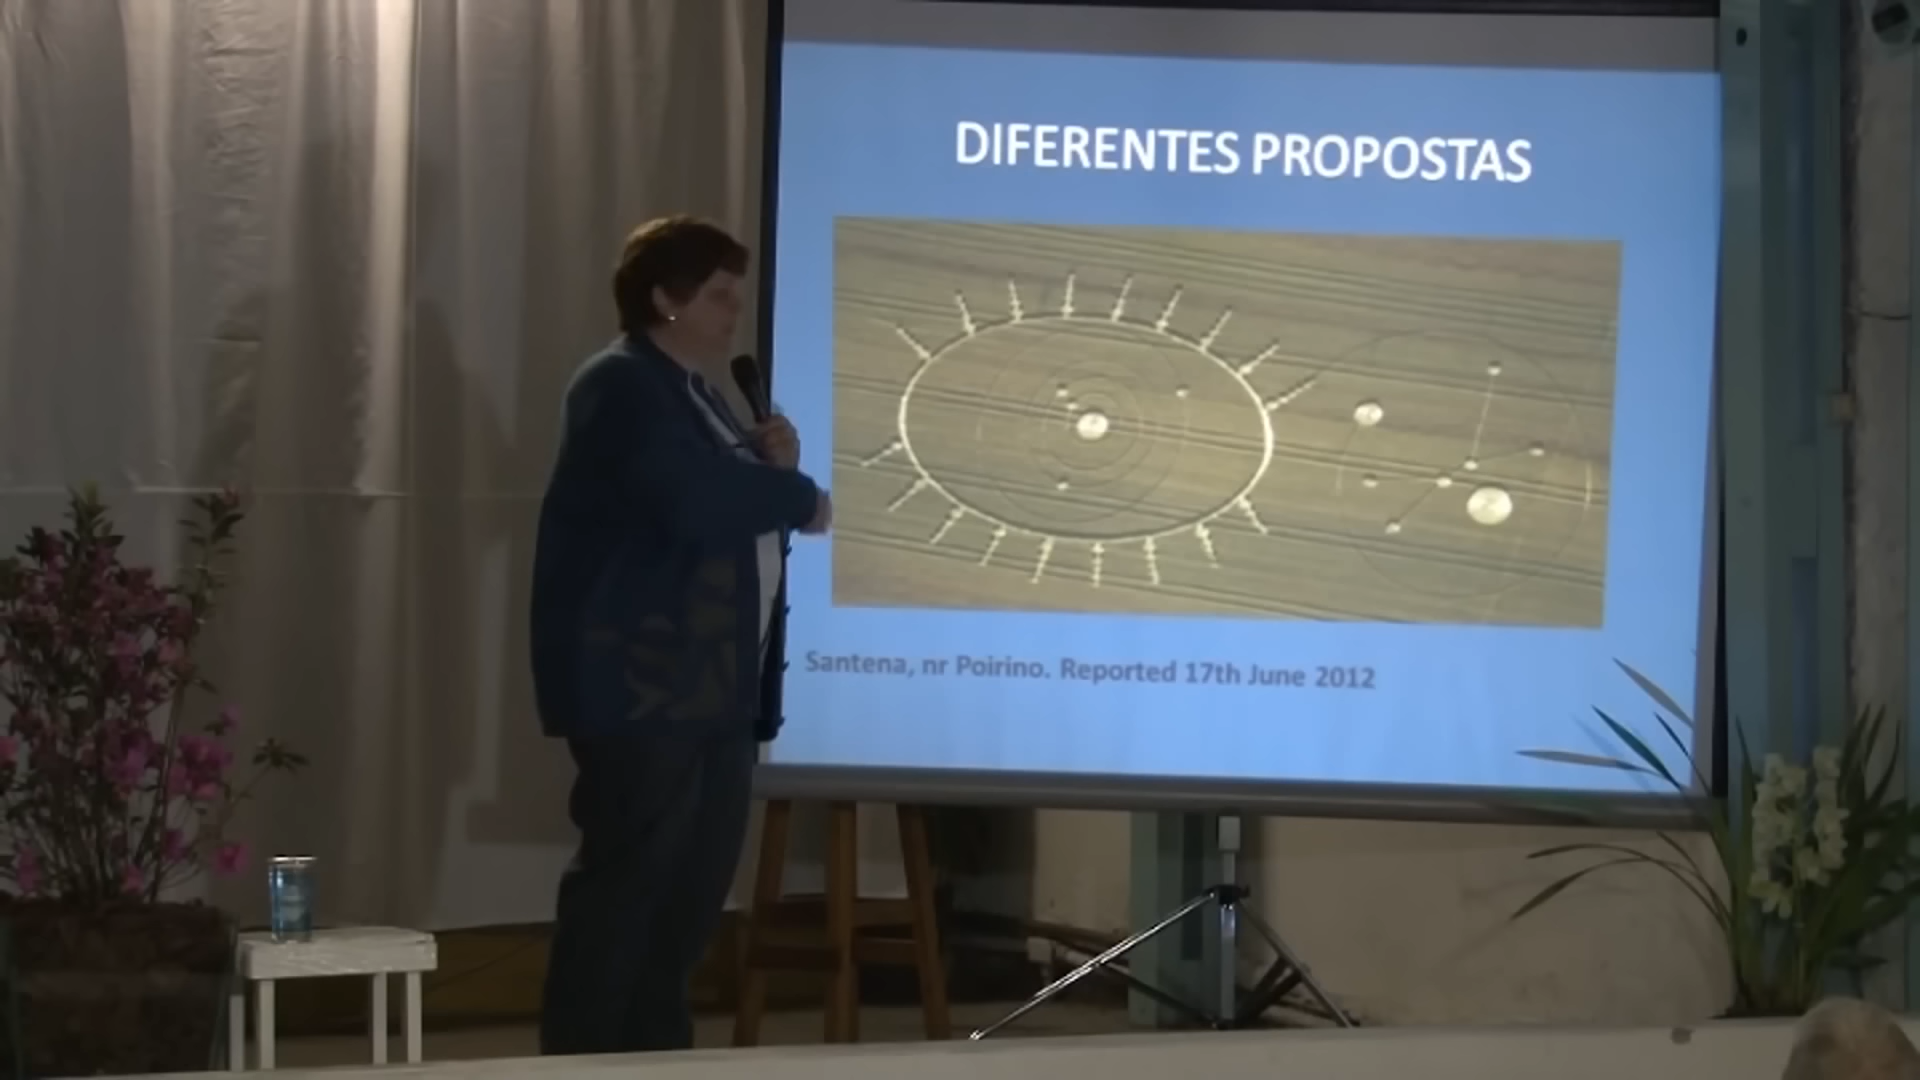 DIFERENTES PROPOSTAS
Santena, nr Poirino. Reported 17th June 2012